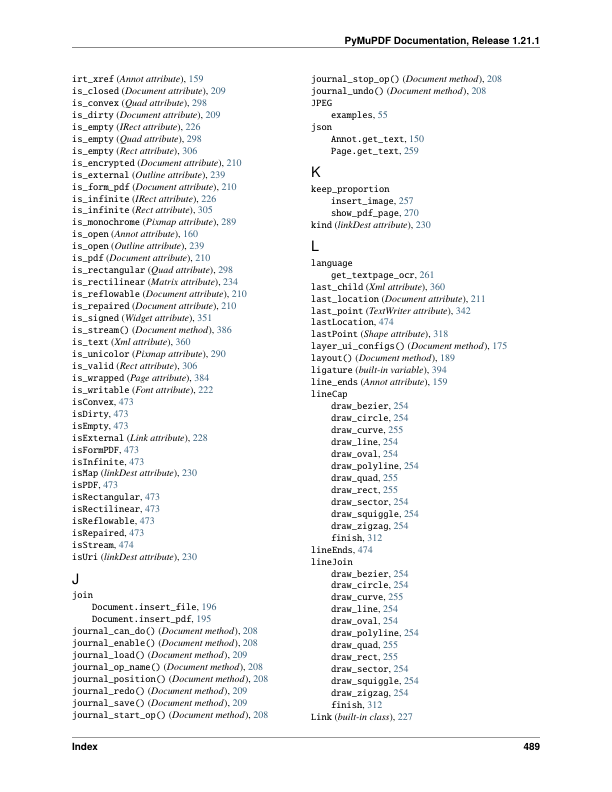 PyMuPDF Documentation, Release 1.21.1
irt_xref (Annot attribute), 159
is_closed (Document attribute), 209
is_convex (Quad attribute), 298
is_dirty (Document attribute), 209
is_empty (IRect attribute), 226
is_empty (Quad attribute), 298
is_empty (Rect attribute), 306
is_encrypted (Document attribute), 210
is_external (Outline attribute), 239
is_form_pdf (Document attribute), 210
is_infinite (IRect attribute), 226
is_infinite (Rect attribute), 305
is_monochrome (Pixmap attribute), 289
is_open (Annot attribute), 160
is_open (Outline attribute), 239
is_pdf (Document attribute), 210
is_rectangular (Quad attribute), 298
is_rectilinear (Matrix attribute), 234
is_reflowable (Document attribute), 210
is_repaired (Document attribute), 210
is_signed (Widget attribute), 351
is_stream() (Document method), 386
is_text (Xml attribute), 360
is_unicolor (Pixmap attribute), 290
is_valid (Rect attribute), 306
is_wrapped (Page attribute), 384
is_writable (Font attribute), 222
isConvex, 473
isDirty, 473
isEmpty, 473
isExternal (Link attribute), 228
isFormPDF, 473
isInfinite, 473
isMap (linkDest attribute), 230
isPDF, 473
isRectangular, 473
isRectilinear, 473
isReflowable, 473
isRepaired, 473
isStream, 474
isUri (linkDest attribute), 230
J
join
Document.insert_file, 196
Document.insert_pdf, 195
journal_can_do() (Document method), 208
journal_enable() (Document method), 208
journal_load() (Document method), 209
journal_op_name() (Document method), 208
journal_position() (Document method), 208
journal_redo() (Document method), 209
journal_save() (Document method), 209
journal_start_op() (Document method), 208
journal_stop_op() (Document method), 208
journal_undo() (Document method), 208
JPEG
examples, 55
json
Annot.get_text, 150
Page.get_text, 259
K
keep_proportion
insert_image, 257
show_pdf_page, 270
kind (linkDest attribute), 230
L
language
get_textpage_ocr, 261
last_child (Xml attribute), 360
last_location (Document attribute), 211
last_point (TextWriter attribute), 342
lastLocation, 474
lastPoint (Shape attribute), 318
layer_ui_configs() (Document method), 175
layout() (Document method), 189
ligature (built-in variable), 394
line_ends (Annot attribute), 159
lineCap
draw_bezier, 254
draw_circle, 254
draw_curve, 255
draw_line, 254
draw_oval, 254
draw_polyline, 254
draw_quad, 255
draw_rect, 255
draw_sector, 254
draw_squiggle, 254
draw_zigzag, 254
finish, 312
lineEnds, 474
lineJoin
draw_bezier, 254
draw_circle, 254
draw_curve, 255
draw_line, 254
draw_oval, 254
draw_polyline, 254
draw_quad, 255
draw_rect, 255
draw_sector, 254
draw_squiggle, 254
draw_zigzag, 254
finish, 312
Link (built-in class), 227
Index
489